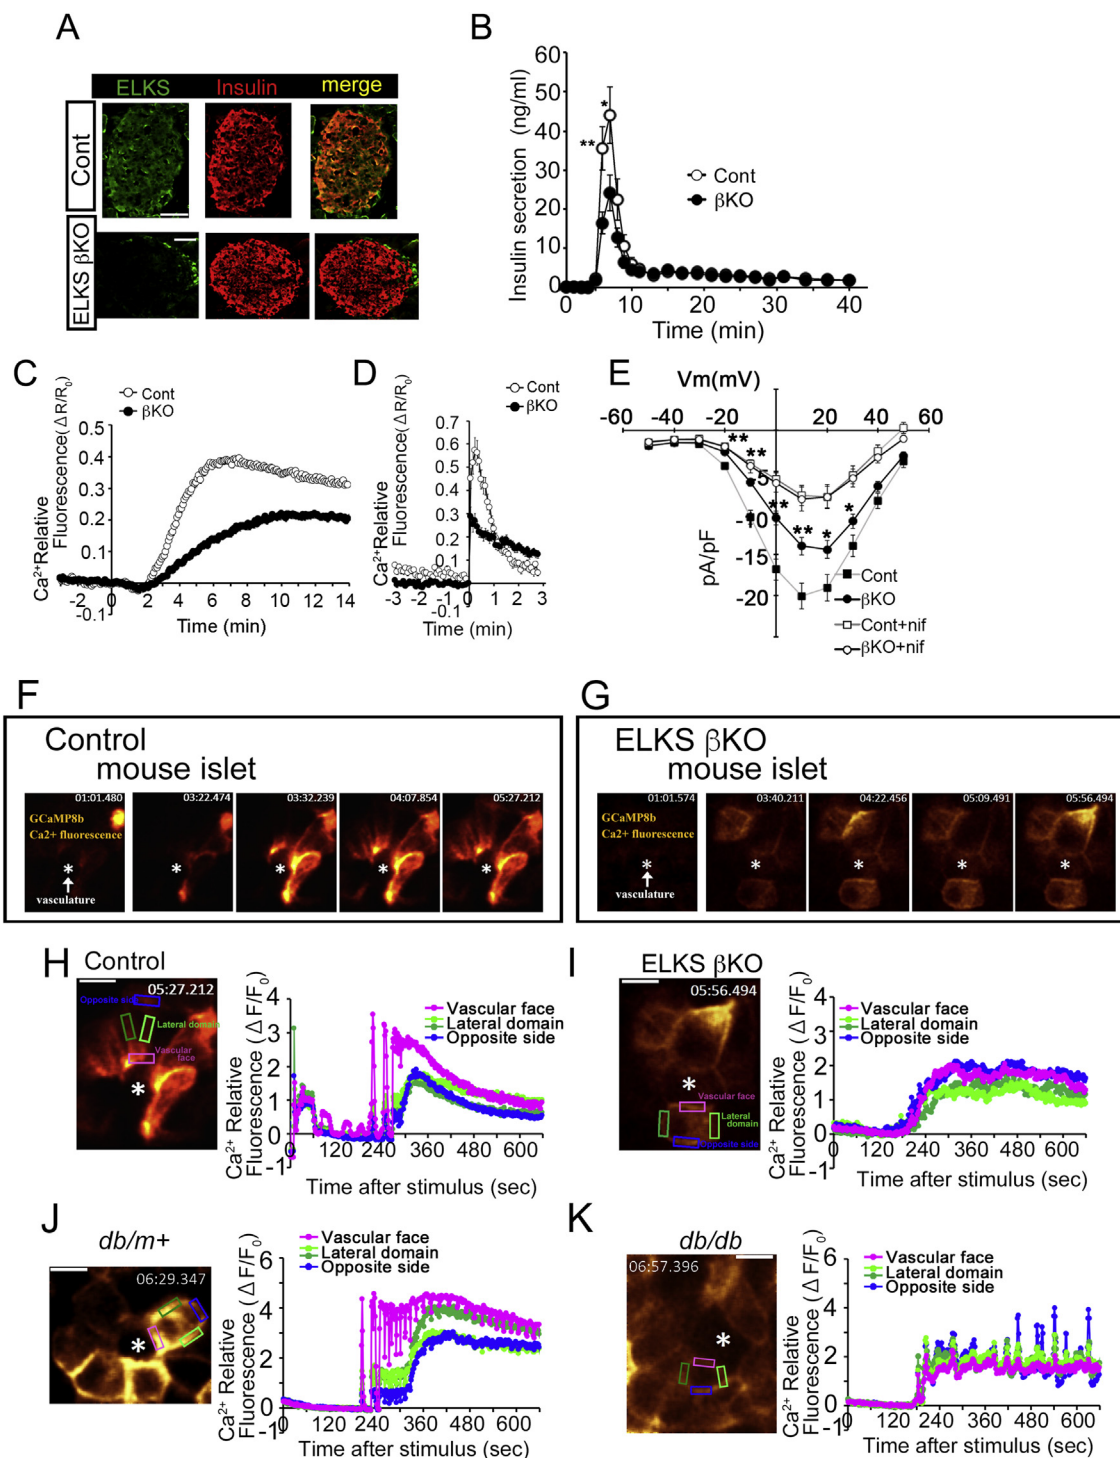 A
ELKS Insulin merge
Cont
ELKS βKO
B
Insulin secretion (ng/ml)
60
50
40
30
20
10
0
**
*
Cont
βKO
0 10 20 30 40
Time (min)
C
Ca²⁺Relative
Fluorescence(ΔR/R₀)
Cont
βKO
0.5
0.4
0.3
0.2
0.1
-0.1
0 2 4 6 8 10 12 14
Time (min)
D
Ca²⁺Relative
Fluorescence(ΔR/R₀)
Cont
βKO
0.7
0.6
0.5
0.4
0.3
0.2
0.1
-0.1
-3 -2 -1 0 1 2 3
Time (min)
E
Vm(mV)
-60 -40 -20 0 20 40 60
** ** ** ** * *
-5
-10
-15
-20
pA/pF
Cont
βKO
Cont+nif
βKO+nif
F
Control
mouse islet
01:01.480 03:22.474 03:32.239 04:07.854 05:27.212
GCaMP8b
Ca2+ fluorescence
* * * * *
vasculature
G
ELKS βKO
mouse islet
01:01.574 03:40.211 04:22.456 05:09.491 05:56.494
GCaMP8b
Ca2+ fluorescence
* * * * *
vasculature
H
Control
05:27.212
Opposite side
Lateral domain
Vascular
face
*
Ca²⁺ Relative
Fluorescence (ΔF/F₀)
4
3
2
1
0
-1
Vascular face
Lateral domain
Opposite side
0 120 240 360 480 600
Time after stimulus (sec)
I
ELKS βKO
05:56.494
*
Vascular face
Lateral
domain
Opposite side
Ca²⁺ Relative
Fluorescence (ΔF/F₀)
4
3
2
1
0
-1
Vascular face
Lateral domain
Opposite side
0 120 240 360 480 600
Time after stimulus (sec)
J
db/m+
06:29.347
*
Ca²⁺ Relative
Fluorescence (ΔF/F₀)
6
4
2
0
-1
Vascular face
Lateral domain
Opposite side
0 120 240 360 480 600
Time after stimulus (sec)
K
db/db
06:57.396
*
Ca²⁺ Relative
Fluorescence (ΔF/F₀)
6
4
2
0
-1
Vascular face
Lateral domain
Opposite side
0 120 240 360 480 600
Time after stimulus (sec)